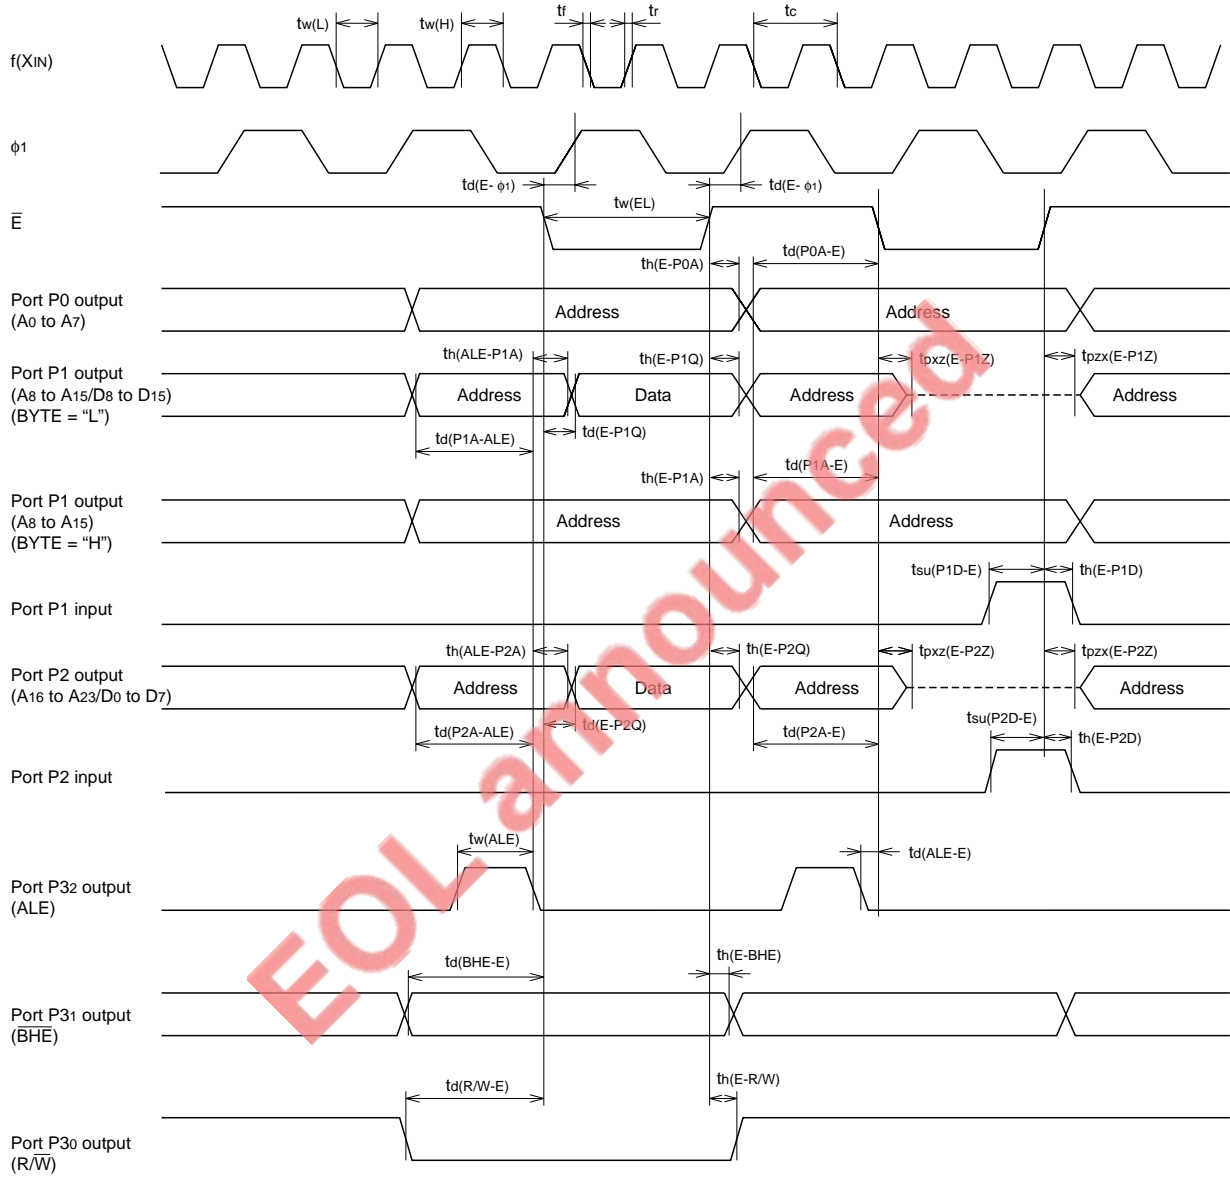 tw(L) tw(H) tf tr tc
f(XIN)
ϕ1
td(E- ϕ1) td(E- ϕ1)
tw(EL)
E̅
td(P0A-E)
th(E-P0A)
Port P0 output
(A0 to A7)
Address Address
th(ALE-P1A) th(E-P1Q) tpxz(E-P1Z) tpzx(E-P1Z)
Port P1 output
(A8 to A15/D8 to D15)
(BYTE = “L”)
Address Data Address Address
td(E-P1Q)
td(P1A-ALE)
td(P1A-E)
th(E-P1A)
Port P1 output
(A8 to A15)
(BYTE = “H”)
Address Address
tsu(P1D-E) th(E-P1D)
Port P1 input
th(ALE-P2A) th(E-P2Q) tpxz(E-P2Z) tpzx(E-P2Z)
Port P2 output
(A16 to A23/D0 to D7)
Address Data Address Address
tsu(P2D-E)
td(P2A-ALE) td(E-P2Q) td(P2A-E) th(E-P2D)
Port P2 input
tw(ALE)
td(ALE-E)
Port P32 output
(ALE)
td(BHE-E) th(E-BHE)
Port P31 output
(B̅H̅E̅)
td(R/W-E) th(E-R/W)
Port P30 output
(R/W̅)
EOL announced